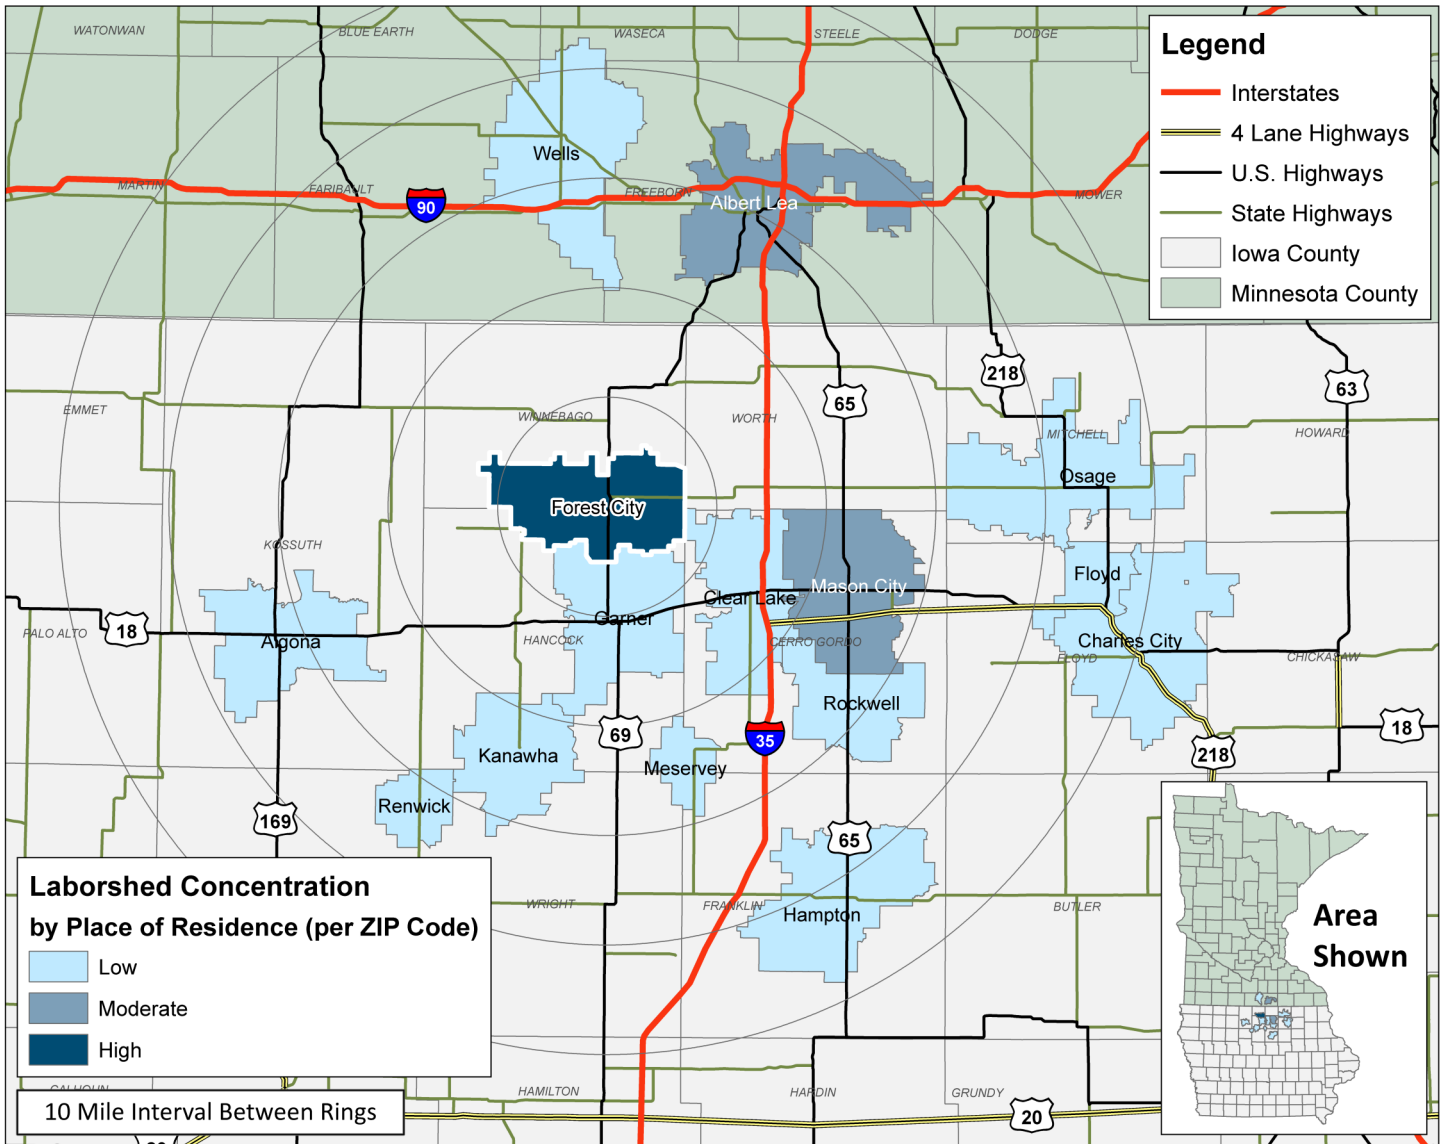 WATONWAN
BLUE EARTH
WASECA
STEELE
DODGE
Legend
Interstates
4 Lane Highways
U.S. Highways
State Highways
Iowa County
Minnesota County
Wells
MARTIN
FARIBAULT
90
FREEBORN
Albert Lea
MOWER
218
65
63
EMMET
WINNEBAGO
WORTH
MITCHELL
HOWARD
Osage
Forest City
KOSSUTH
Floyd
Mason City
Clear Lake
Garner
18
PALO ALTO
Algona
HANCOCK
CERRO GORDO
Charles City
FLOYD
CHICKASAW
Rockwell
69
35
18
218
Kanawha
Meservey
Renwick
169
65
WRIGHT
FRANKLIN
Hampton
BUTLER
Laborshed Concentration
by Place of Residence (per ZIP Code)
Low
Moderate
High
Area
Shown
CALHOUN
HAMILTON
HARDIN
GRUNDY
10 Mile Interval Between Rings
20